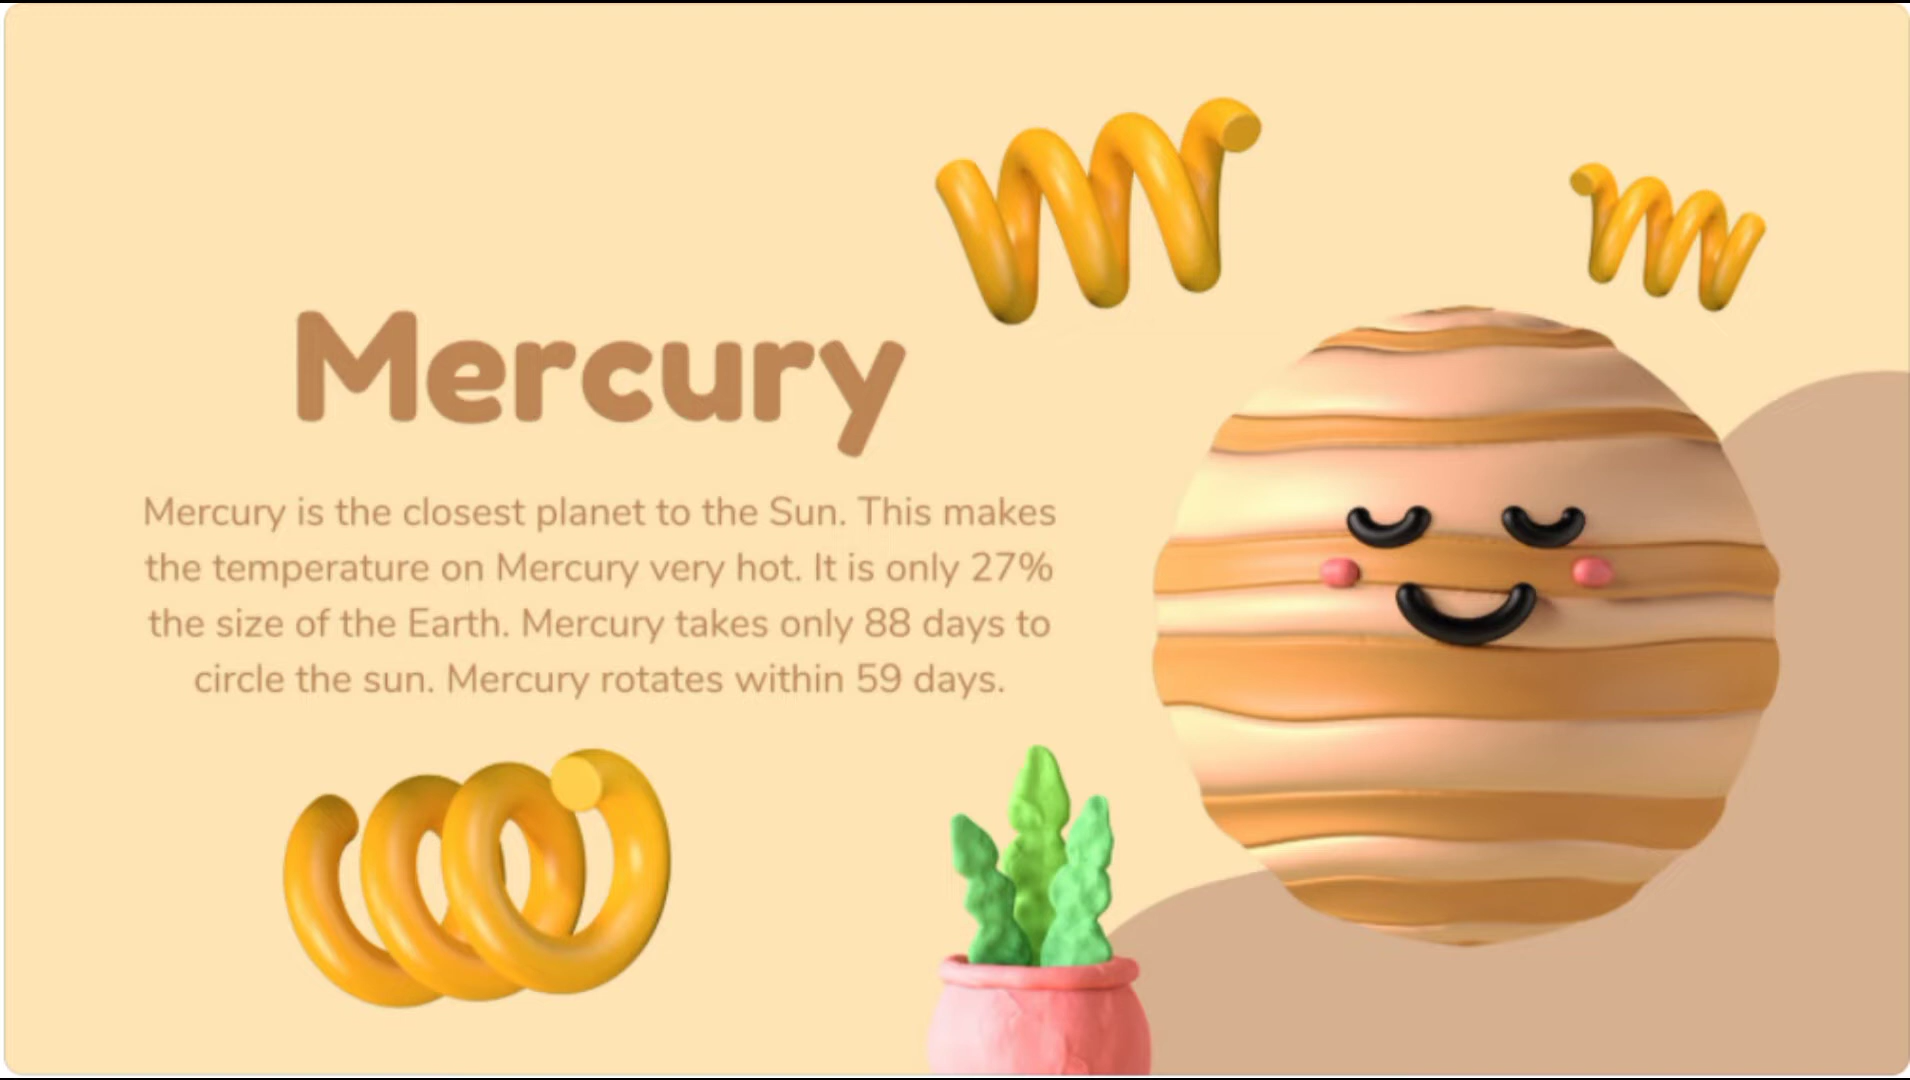 Mercury
Mercury is the closest planet to the Sun. This makes
the temperature on Mercury very hot. It is only 27%
the size of the Earth. Mercury takes only 88 days to
circle the sun. Mercury rotates within 59 days.